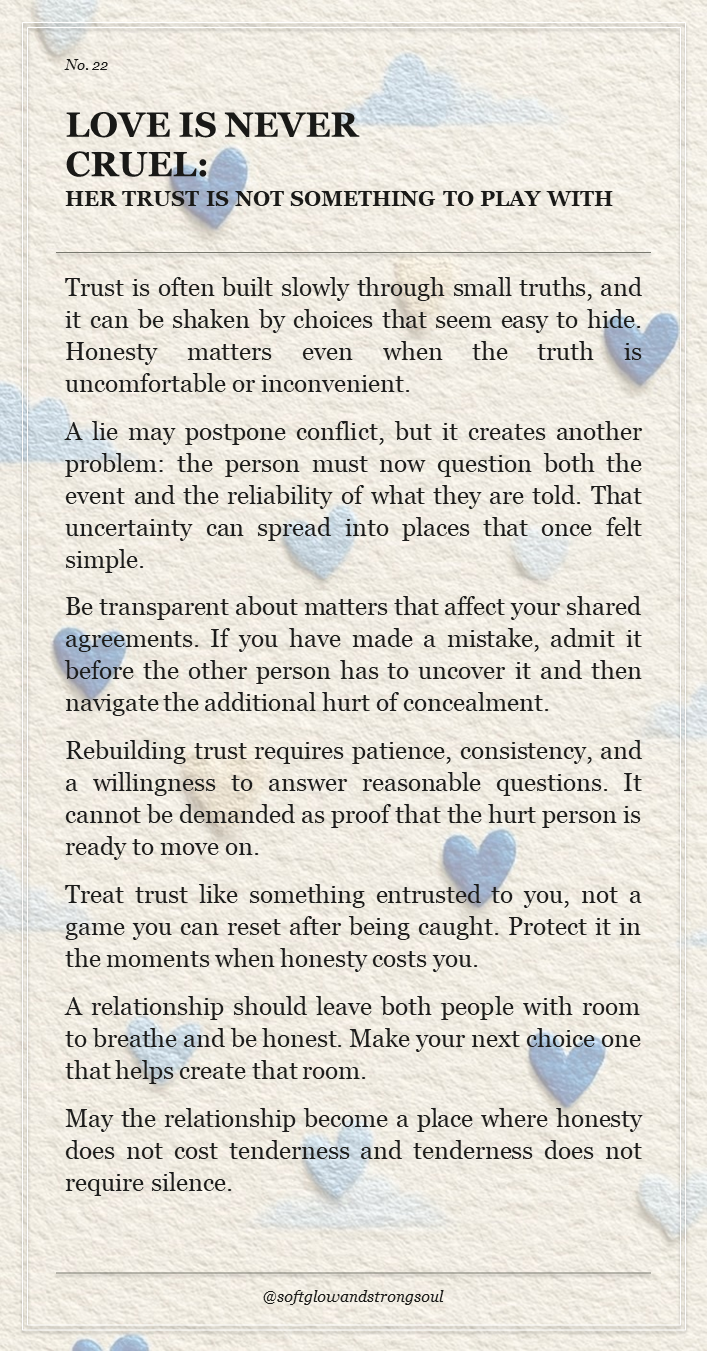 No. 22
LOVE IS NEVER
CRUEL:
HER TRUST IS NOT SOMETHING TO PLAY WITH
Trust is often built slowly through small truths, and
it can be shaken by choices that seem easy to hide.
Honesty matters even when the truth is
uncomfortable or inconvenient.
A lie may postpone conflict, but it creates another
problem: the person must now question both the
event and the reliability of what they are told. That
uncertainty can spread into places that once felt
simple.
Be transparent about matters that affect your shared
agreements. If you have made a mistake, admit it
before the other person has to uncover it and then
navigate the additional hurt of concealment.
Rebuilding trust requires patience, consistency, and
a willingness to answer reasonable questions. It
cannot be demanded as proof that the hurt person is
ready to move on.
Treat trust like something entrusted to you, not a
game you can reset after being caught. Protect it in
the moments when honesty costs you.
A relationship should leave both people with room
to breathe and be honest. Make your next choice one
that helps create that room.
May the relationship become a place where honesty
does not cost tenderness and tenderness does not
require silence.
@softglowandstrongsoul